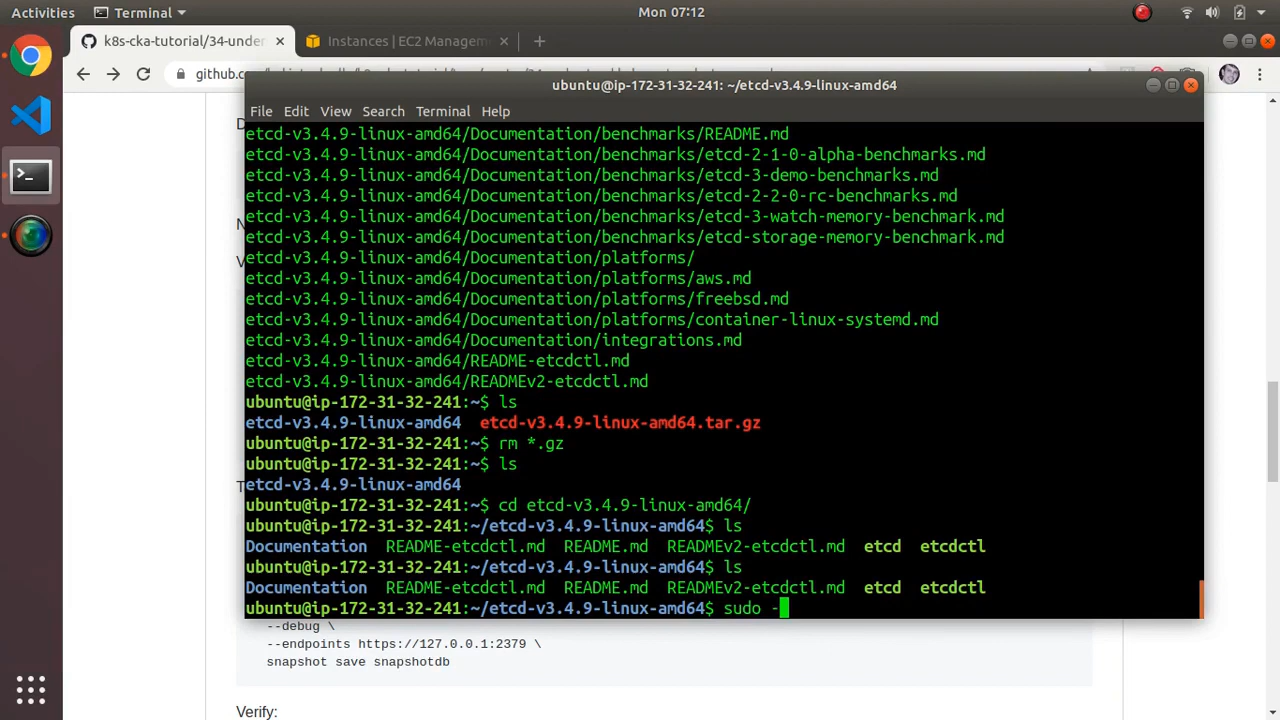 Activities Terminal Mon 07:12
k8s-cka-tutorial/34-under Instances | EC2 Managem
github.c
ubuntu@ip-172-31-32-241: ~/etcd-v3.4.9-linux-amd64
File Edit View Search Terminal Help
etcd-v3.4.9-linux-amd64/Documentation/benchmarks/README.md
etcd-v3.4.9-linux-amd64/Documentation/benchmarks/etcd-2-1-0-alpha-benchmarks.md
etcd-v3.4.9-linux-amd64/Documentation/benchmarks/etcd-3-demo-benchmarks.md
etcd-v3.4.9-linux-amd64/Documentation/benchmarks/etcd-2-2-0-rc-benchmarks.md
etcd-v3.4.9-linux-amd64/Documentation/benchmarks/etcd-3-watch-memory-benchmark.md
etcd-v3.4.9-linux-amd64/Documentation/benchmarks/etcd-storage-memory-benchmark.md
etcd-v3.4.9-linux-amd64/Documentation/platforms/
etcd-v3.4.9-linux-amd64/Documentation/platforms/aws.md
etcd-v3.4.9-linux-amd64/Documentation/platforms/freebsd.md
etcd-v3.4.9-linux-amd64/Documentation/platforms/container-linux-systemd.md
etcd-v3.4.9-linux-amd64/Documentation/integrations.md
etcd-v3.4.9-linux-amd64/README-etcdctl.md
etcd-v3.4.9-linux-amd64/READMEv2-etcdctl.md
ubuntu@ip-172-31-32-241:~$ ls
etcd-v3.4.9-linux-amd64 etcd-v3.4.9-linux-amd64.tar.gz
ubuntu@ip-172-31-32-241:~$ rm *.gz
ubuntu@ip-172-31-32-241:~$ ls
etcd-v3.4.9-linux-amd64
ubuntu@ip-172-31-32-241:~$ cd etcd-v3.4.9-linux-amd64/
ubuntu@ip-172-31-32-241:~/etcd-v3.4.9-linux-amd64$ ls
Documentation README-etcdctl.md README.md READMEv2-etcdctl.md etcd etcdctl
ubuntu@ip-172-31-32-241:~/etcd-v3.4.9-linux-amd64$ ls
Documentation README-etcdctl.md README.md READMEv2-etcdctl.md etcd etcdctl
ubuntu@ip-172-31-32-241:~/etcd-v3.4.9-linux-amd64$ sudo -
--debug \
--endpoints https://127.0.0.1:2379 \
snapshot save snapshotdb
Verify: